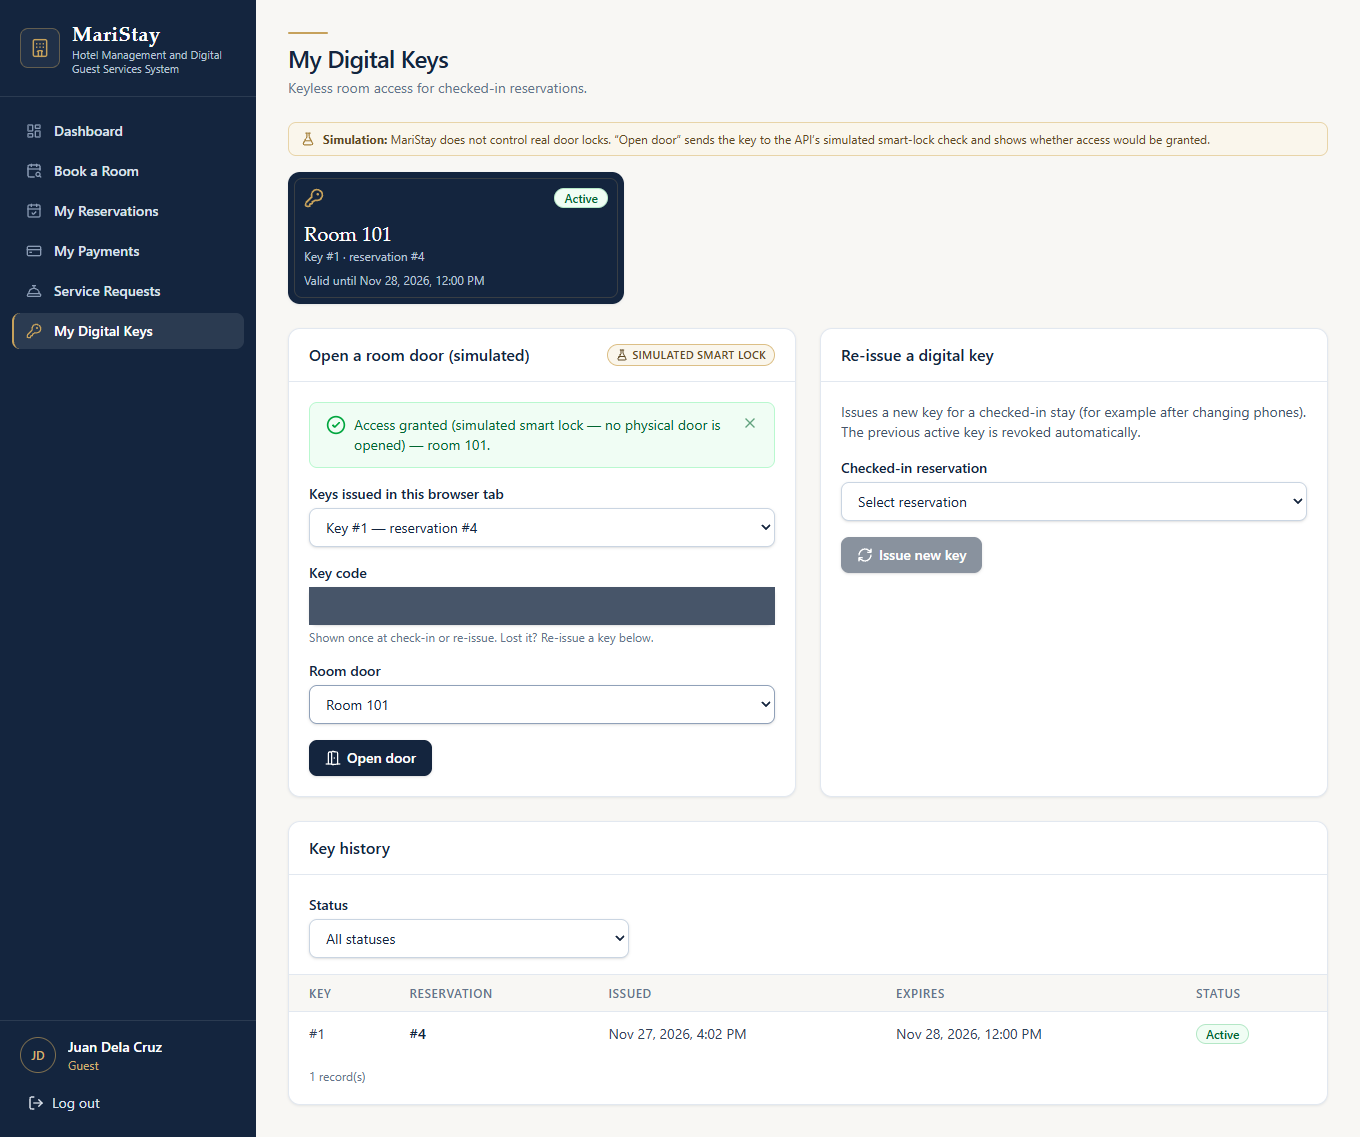 MariStay
Hotel Management and Digital
Guest Services System
Dashboard
Book a Room
My Reservations
My Payments
Service Requests
My Digital Keys
JD
Juan Dela Cruz
Guest
Log out
My Digital Keys
Keyless room access for checked-in reservations.
Simulation: MariStay does not control real door locks. “Open door” sends the key to the API's simulated smart-lock check and shows whether access would be granted.
Active
Room 101
Key #1 · reservation #4
Valid until Nov 28, 2026, 12:00 PM
Open a room door (simulated)
SIMULATED SMART LOCK
Access granted (simulated smart lock — no physical door is
opened) — room 101.
Keys issued in this browser tab
Key #1 — reservation #4
Key code
Shown once at check-in or re-issue. Lost it? Re-issue a key below.
Room door
Room 101
Open door
Re-issue a digital key
Issues a new key for a checked-in stay (for example after changing phones).
The previous active key is revoked automatically.
Checked-in reservation
Select reservation
Issue new key
Key history
Status
All statuses
KEY RESERVATION ISSUED EXPIRES STATUS
#1 #4 Nov 27, 2026, 4:02 PM Nov 28, 2026, 12:00 PM Active
1 record(s)